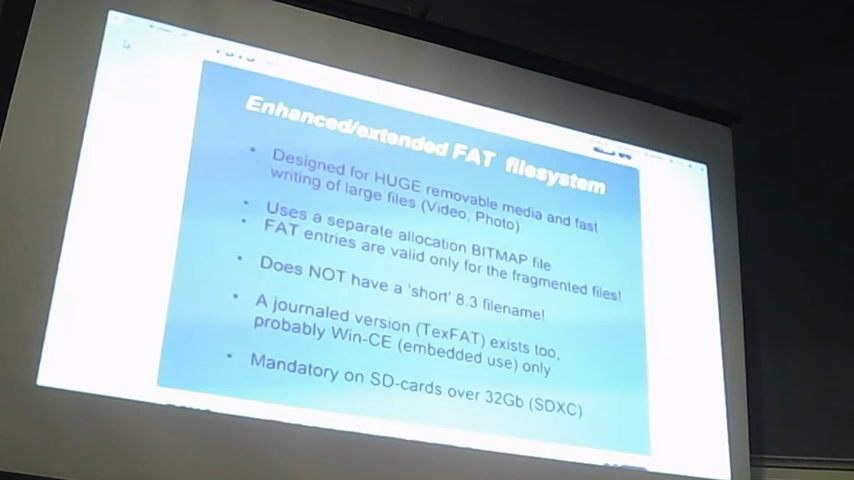 Enhanced/extended FAT filesystem
• Designed for HUGE removable media and fast
writing of large files (Video, Photo)
• Uses a separate allocation BITMAP file
• FAT entries are valid only for the fragmented files!
• Does NOT have a 'short' 8.3 filename!
• A journaled version (TexFAT) exists too,
probably Win-CE (embedded use) only
• Mandatory on SD-cards over 32Gb (SDXC)